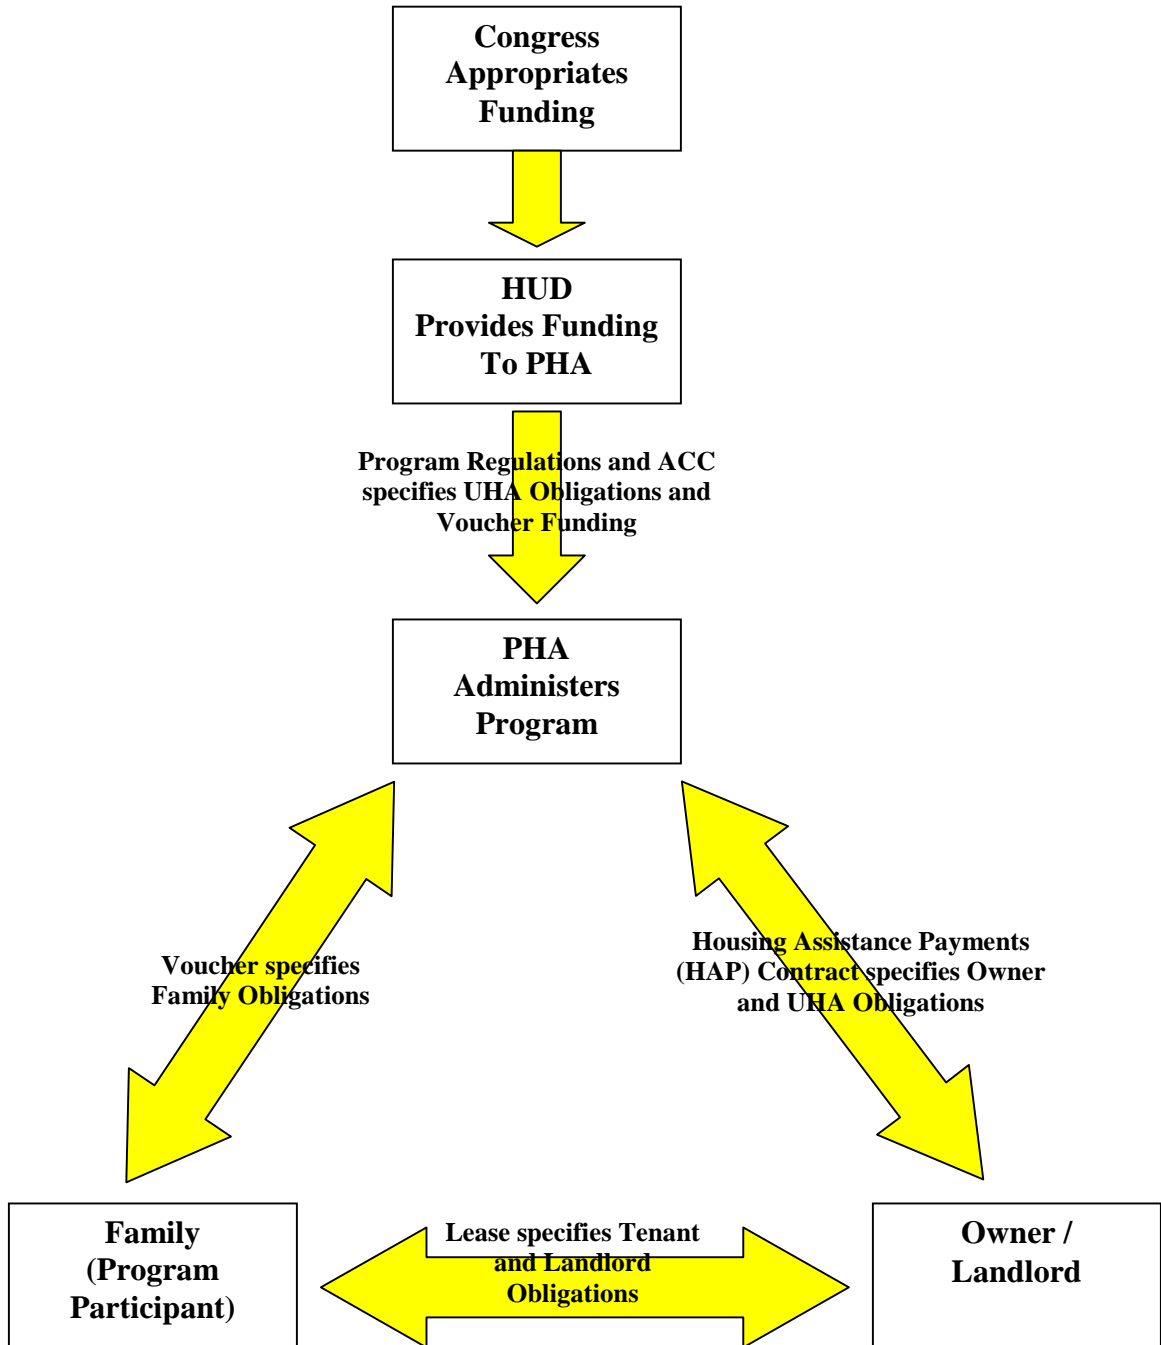 Congress
Appropriates
Funding
HUD
Provides Funding
To PHA
Program Regulations and ACC
specifies UHA Obligations and
Voucher Funding
PHA
Administers
Program
Voucher specifies
Family Obligations
Housing Assistance Payments
(HAP) Contract specifies Owner
and UHA Obligations
Family
(Program
Participant)
Lease specifies Tenant
and Landlord
Obligations
Owner /
Landlord